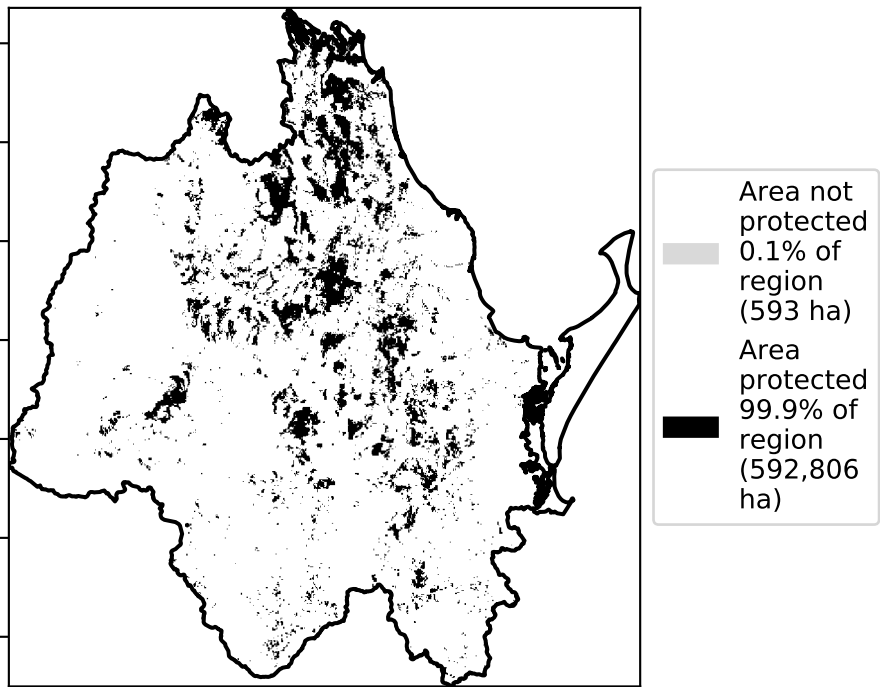 Area not
protected
0.1% of
region
(593 ha)
Area
protected
99.9% of
region
(592,806
ha)